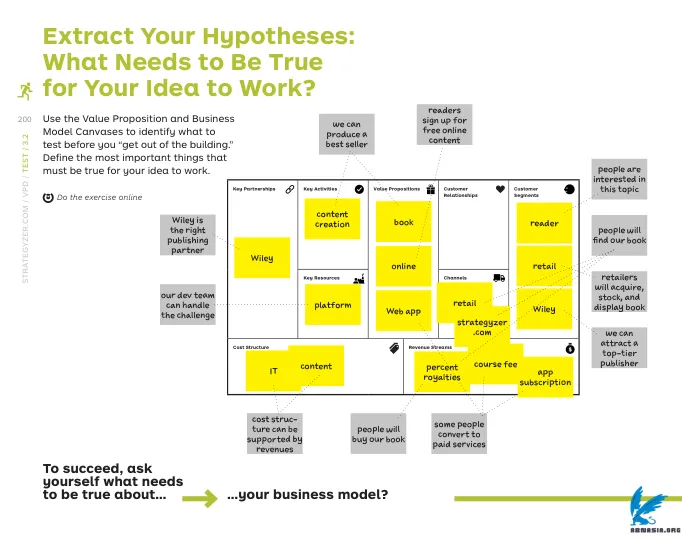 Extract Your Hypotheses:
What Needs to Be True
for Your Idea to Work?
200
STRATEGYZER.COM / VPD / TEST / 3.2
Use the Value Proposition and Business
Model Canvases to identify what to
test before you “get out of the building.”
Define the most important things that
must be true for your idea to work.
Do the exercise online
we can
produce a
best seller
readers
sign up for
free online
content
people are
interested in
this topic
Wiley is
the right
publishing
partner
people will
find our book
our dev team
can handle
the challenge
retailers
will acquire,
stock, and
display book
we can
attract a
top-tier
publisher
Key Partnerships
Key Activities
Value Propositions
Customer
Relationships
Customer
Segments
content
creation
book
reader
Wiley
online
retail
Key Resources
Channels
platform
Web app
retail
strategyzer
.com
Wiley
Cost Structure
Revenue Streams
IT
content
percent
royalties
course fee
app
subscription
cost struc-
ture can be
supported by
revenues
people will
buy our book
some people
convert to
paid services
To succeed, ask
yourself what needs
to be true about...
...your business model?
ARMASIA.ORG